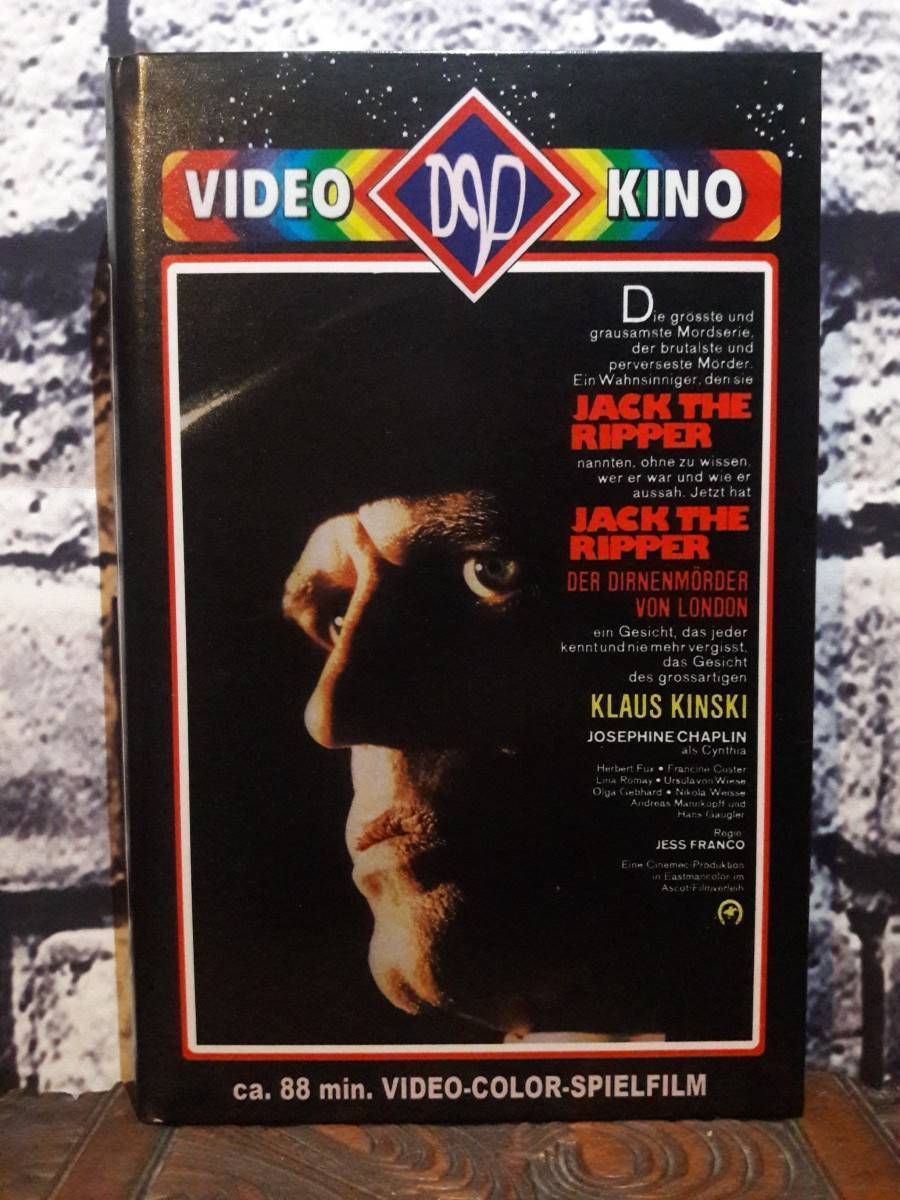 VIDEO DVP KINO
Die grösste und
grausamste Mordserie,
der brutalste und
perverseste Mörder.
Ein Wahnsinniger, den sie
JACK THE
RIPPER
nannten, ohne zu wissen,
wer er war und wie er
aussah. Jetzt hat
JACK THE
RIPPER
DER DIRNENMÖRDER
VON LONDON
ein Gesicht, das jeder
kennt und nie mehr vergisst,
das Gesicht
des grossartigen
KLAUS KINSKI
JOSEPHINE CHAPLIN
als Cynthia
Herbert Fux • Francine Custer
Lina Romay • Ursula von Wiese
Olga Gebhard • Nikola Weisse
Andreas Mannkopff und
Hans Gaugler
Regie
JESS FRANCO
Eine Cinemec-Produktion
in Eastmancolor im
Ascot-Filmverleih
ca. 88 min. VIDEO-COLOR-SPIELFILM